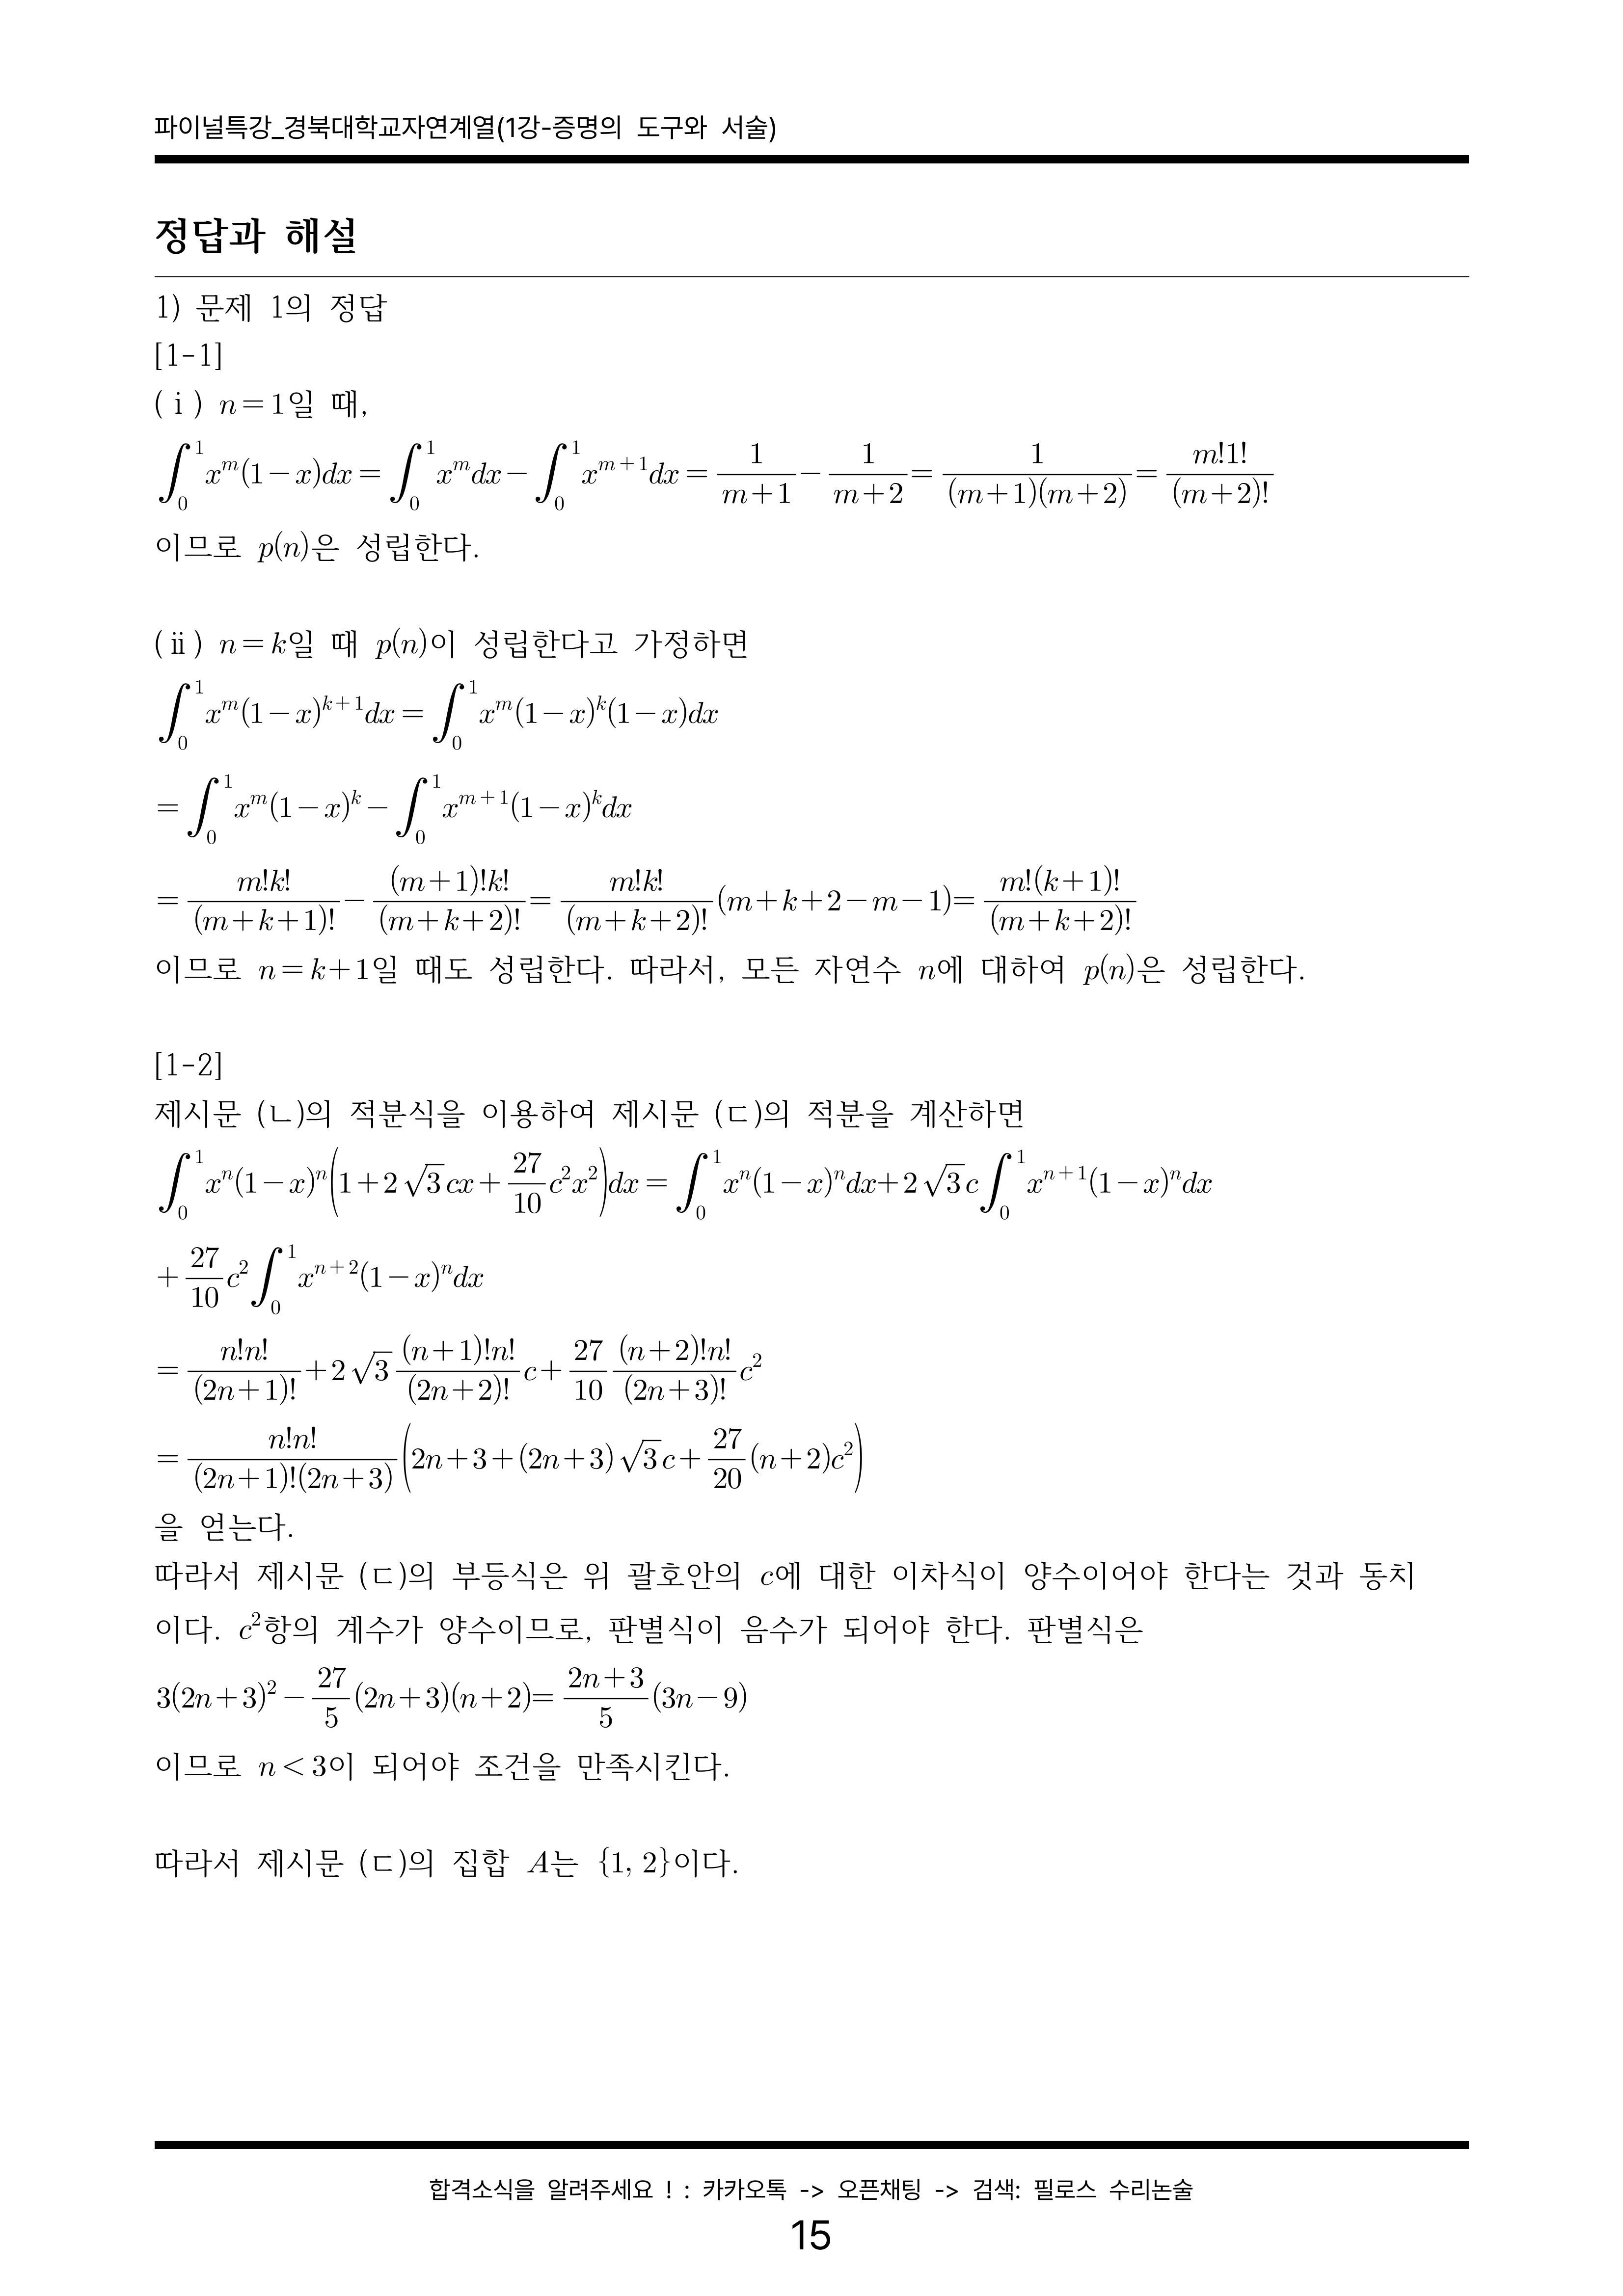 파이널특강_경북대학교자연계열(1강-증명의 도구와 서술)
정답과 해설
1) 문제 1의 정답
[1-1]
(ⅰ) $n=1$일 때,
$\int_0^1 x^m(1-x)dx = \int_0^1 x^m dx - \int_0^1 x^{m+1}dx = \frac{1}{m+1} - \frac{1}{m+2} = \frac{1}{(m+1)(m+2)} = \frac{m!1!}{(m+2)!}$
이므로 $p(n)$은 성립한다.
(ⅱ) $n=k$일 때 $p(n)$이 성립한다고 가정하면
$\int_0^1 x^m(1-x)^{k+1}dx = \int_0^1 x^m(1-x)^k(1-x)dx$
$= \int_0^1 x^m(1-x)^k - \int_0^1 x^{m+1}(1-x)^k dx$
$= \frac{m!k!}{(m+k+1)!} - \frac{(m+1)!k!}{(m+k+2)!} = \frac{m!k!}{(m+k+2)!}(m+k+2-m-1) = \frac{m!(k+1)!}{(m+k+2)!}$
이므로 $n=k+1$일 때도 성립한다. 따라서, 모든 자연수 $n$에 대하여 $p(n)$은 성립한다.
[1-2]
제시문 (ㄴ)의 적분식을 이용하여 제시문 (ㄷ)의 적분을 계산하면
$\int_0^1 x^n(1-x)^n\left(1+2\sqrt{3}cx+\frac{27}{10}c^2x^2\right)dx = \int_0^1 x^n(1-x)^n dx + 2\sqrt{3}c\int_0^1 x^{n+1}(1-x)^n dx$
$+ \frac{27}{10}c^2\int_0^1 x^{n+2}(1-x)^n dx$
$= \frac{n!n!}{(2n+1)!} + 2\sqrt{3}\frac{(n+1)!n!}{(2n+2)!}c + \frac{27}{10}\frac{(n+2)!n!}{(2n+3)!}c^2$
$= \frac{n!n!}{(2n+1)!(2n+3)}\left(2n+3+(2n+3)\sqrt{3}c+\frac{27}{20}(n+2)c^2\right)$
을 얻는다.
따라서 제시문 (ㄷ)의 부등식은 위 괄호안의 $c$에 대한 이차식이 양수이어야 한다는 것과 동치
이다. $c^2$항의 계수가 양수이므로, 판별식이 음수가 되어야 한다. 판별식은
$3(2n+3)^2 - \frac{27}{5}(2n+3)(n+2) = \frac{2n+3}{5}(3n-9)$
이므로 $n<3$이 되어야 조건을 만족시킨다.
따라서 제시문 (ㄷ)의 집합 $A$는 $\{1, 2\}$이다.
합격소식을 알려주세요 ! : 카카오톡 -> 오픈채팅 -> 검색: 필로스 수리논술
15